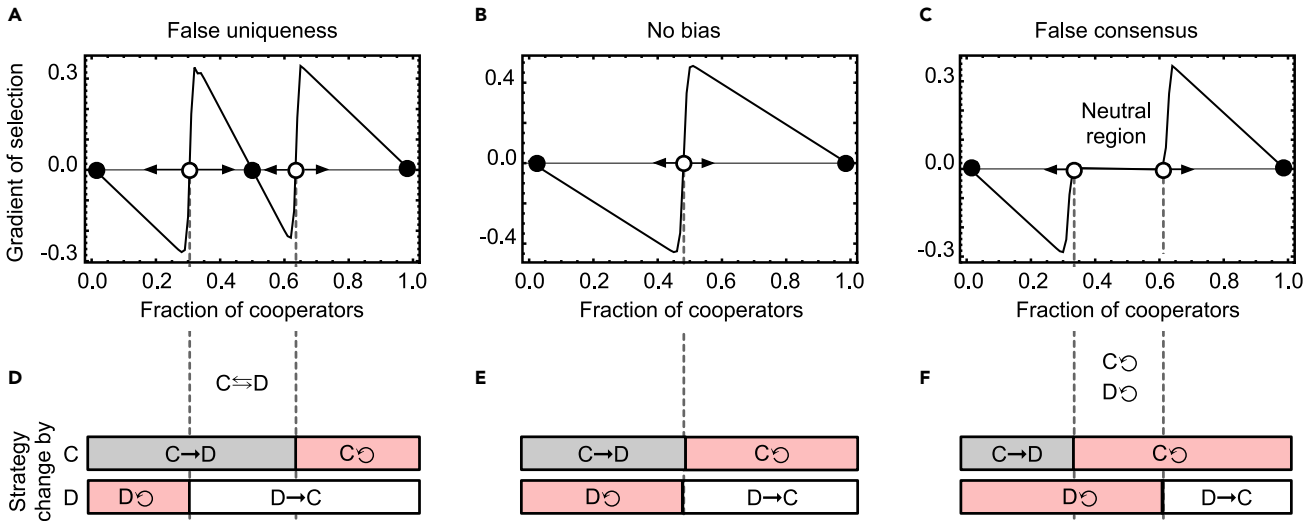 A
False uniqueness
B
No bias
C
False consensus
Gradient of selection
0.3
0.0
-0.3
0.4
0.0
-0.4
0.3
0.0
-0.3
Neutral
region
0.0 0.2 0.4 0.6 0.8 1.0
0.0 0.2 0.4 0.6 0.8 1.0
0.0 0.2 0.4 0.6 0.8 1.0
Fraction of cooperators
Fraction of cooperators
Fraction of cooperators
D
C⇆D
E
F
C↺
D↺
Strategy
change by
C
C→D C↺
C→D C↺
C→D C↺
D
D↺ D→C
D↺ D→C
D↺ D→C